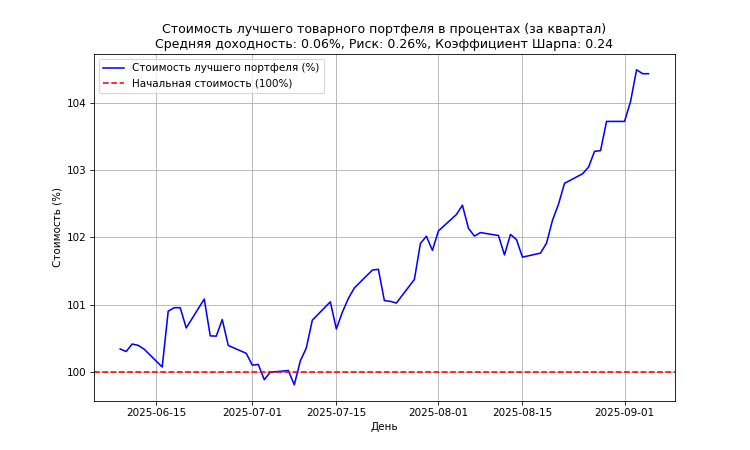 Стоимость лучшего товарного портфеля в процентах (за квартал)
Средняя доходность: 0.06%, Риск: 0.26%, Коэффициент Шарпа: 0.24
Стоимость лучшего портфеля (%)
Начальная стоимость (100%)
Стоимость (%)
104
103
102
101
100
2025-06-15
2025-07-01
2025-07-15
2025-08-01
2025-08-15
2025-09-01
День